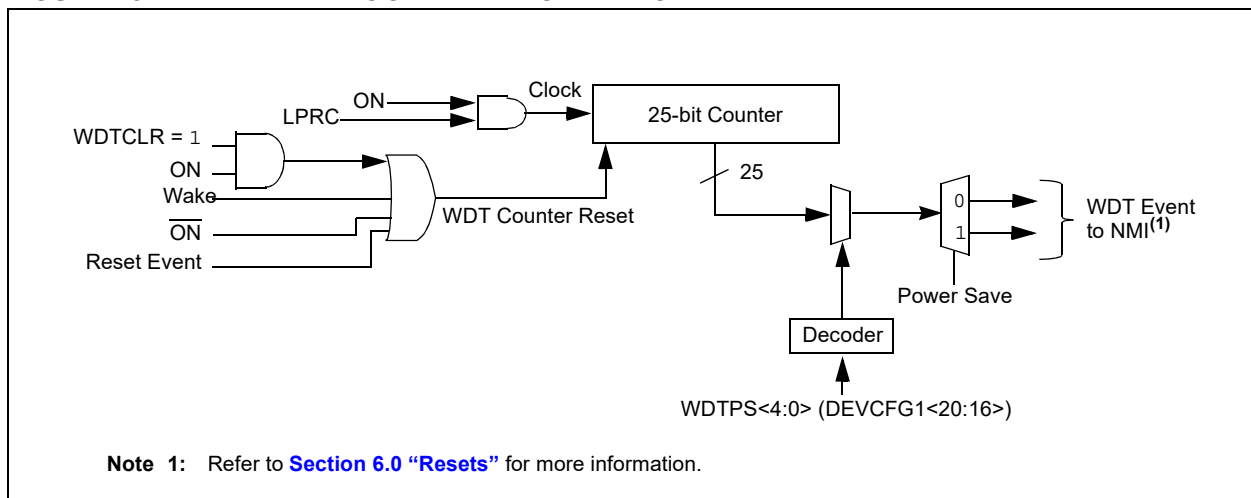 ON
Clock
LPRC
25-bit Counter
WDTCLR = 1
ON
25
Wake
WDT Counter Reset
ON
Reset Event
0
1
WDT Event
to NMI(1)
Power Save
Decoder
WDTPS<4:0> (DEVCFG1<20:16>)
Note 1: Refer to Section 6.0 “Resets” for more information.